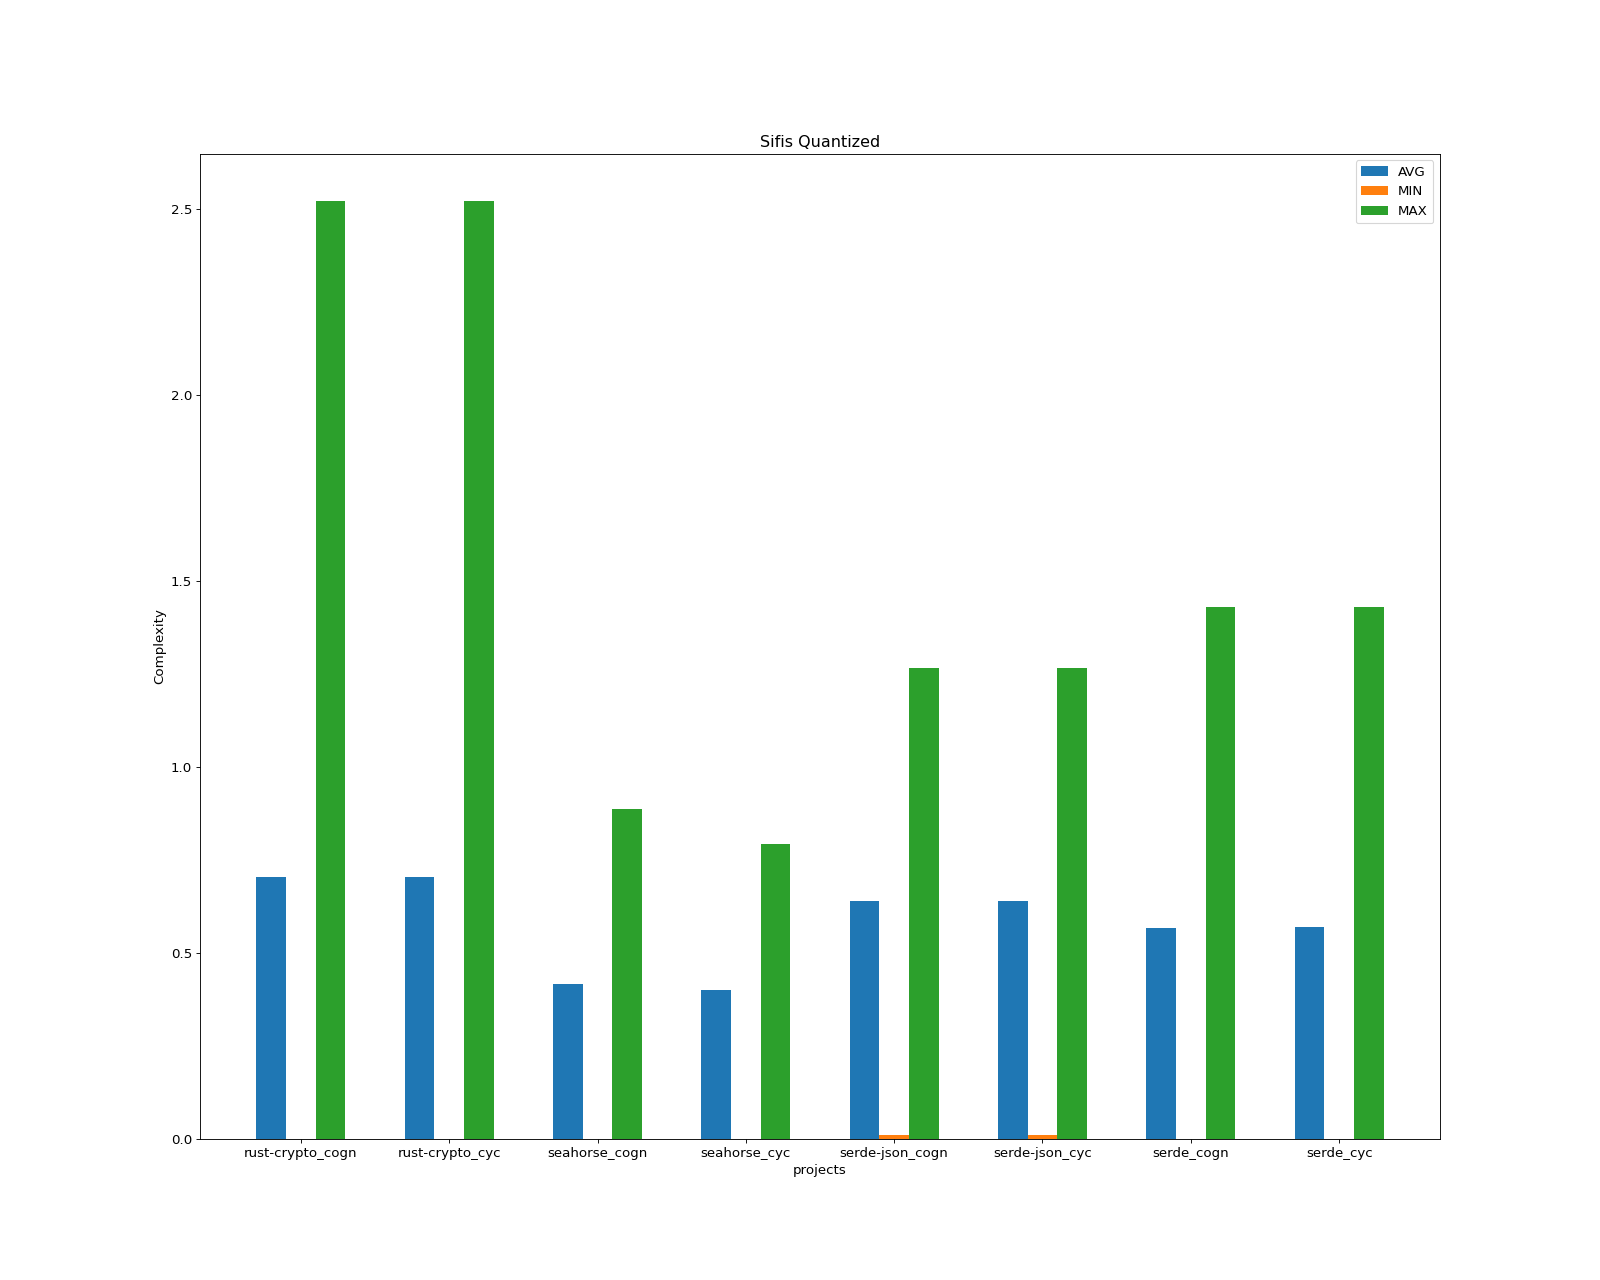 Sifis Quantized
AVG
MIN
MAX
2.5
2.0
1.5
1.0
0.5
0.0
Complexity
rust-crypto_cogn rust-crypto_cyc seahorse_cogn seahorse_cyc serde-json_cogn serde-json_cyc serde_cogn serde_cyc
projects